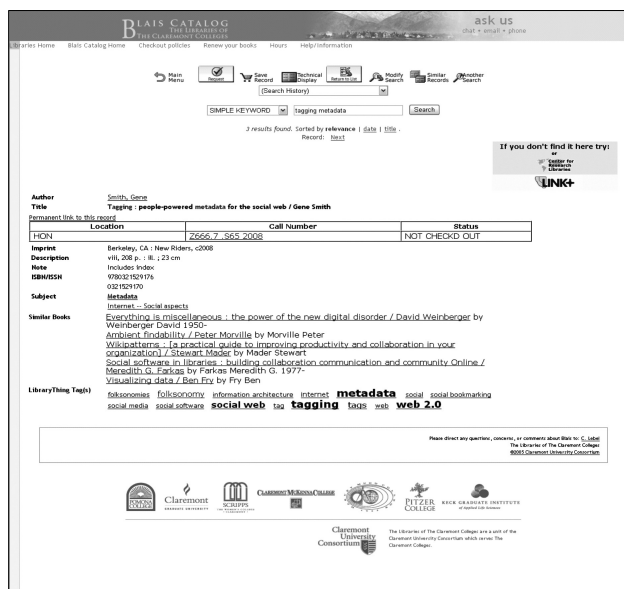 BLAIS CATALOG
THE LIBRARIES OF
THE CLAREMONT COLLEGES
ask us
chat • email • phone
Libraries Home Blais Catalog Home Checkout policies Renew your books Hours Help/Information
Main Menu Request Save Record Technical Display Return to List Modify Search Similar Records Another Search
(Search History)
SIMPLE KEYWORD tagging metadata Search
3 results found. Sorted by relevance | date | title .
Record: Next
If you don't find it here try:
or
Center for
Research
Libraries
LINK+
Author Smith, Gene
Title Tagging : people-powered metadata for the social web / Gene Smith
Permanent link to this record
Location Call Number Status
HON Z666.7 .S65 2008 NOT CHECKD OUT
Imprint Berkeley, CA : New Riders, c2008
Description viii, 208 p. : ill. ; 23 cm
Note Includes index
ISBN/ISSN 9780321529176
0321529170
Subject Metadata
Internet -- Social aspects
Similar Books Everything is miscellaneous : the power of the new digital disorder / David Weinberger by
Weinberger David 1950-
Ambient findability / Peter Morville by Morville Peter
Wikipatterns : [a practical guide to improving productivity and collaboration in your
organization] / Stewart Mader by Mader Stewart
Social software in libraries : building collaboration communication and community Online /
Meredith G. Farkas by Farkas Meredith G. 1977-
Visualizing data / Ben Fry by Fry Ben
LibraryThing Tag(s) folksonomies folksonomy information architecture internet metadata social social bookmarking
social media social software social web tag tagging tags web web 2.0
Please direct any questions, concerns, or comments about Blais to: C. Lebel
The Libraries of The Claremont Colleges
©2005 Claremont University Consortium
POMONA COLLEGE Claremont GRADUATE UNIVERSITY SCRIPPS CLAREMONT MCKENNA COLLEGE PITZER COLLEGE KECK GRADUATE INSTITUTE
of Applied Life Sciences
Claremont
University
Consortium
The Libraries of The Claremont Colleges are a unit of the
Claremont University Consortium which serves The
Claremont Colleges.